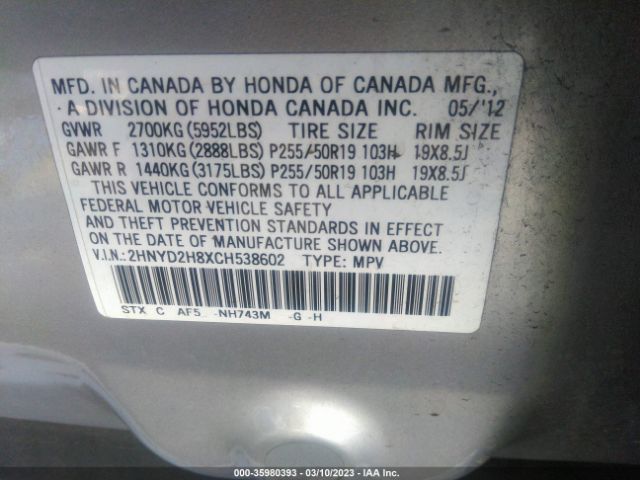 MFD. IN CANADA BY HONDA OF CANADA MFG.,
A DIVISION OF HONDA CANADA INC. 05/'12
GVWR 2700KG (5952LBS) TIRE SIZE RIM SIZE
GAWR F 1310KG (2888LBS) P255/50R19 103H 19X8.5J
GAWR R 1440KG (3175LBS) P255/50R19 103H 19X8.5J
THIS VEHICLE CONFORMS TO ALL APPLICABLE
FEDERAL MOTOR VEHICLE SAFETY
AND THEFT PREVENTION STANDARDS IN EFFECT
ON THE DATE OF MANUFACTURE SHOWN ABOVE.
V.I.N.: 2HNYD2H8XCH538602 TYPE: MPV
STX C AF5 -NH743M -G -H
000-35980393 — 03/10/2023 — IAA Inc.